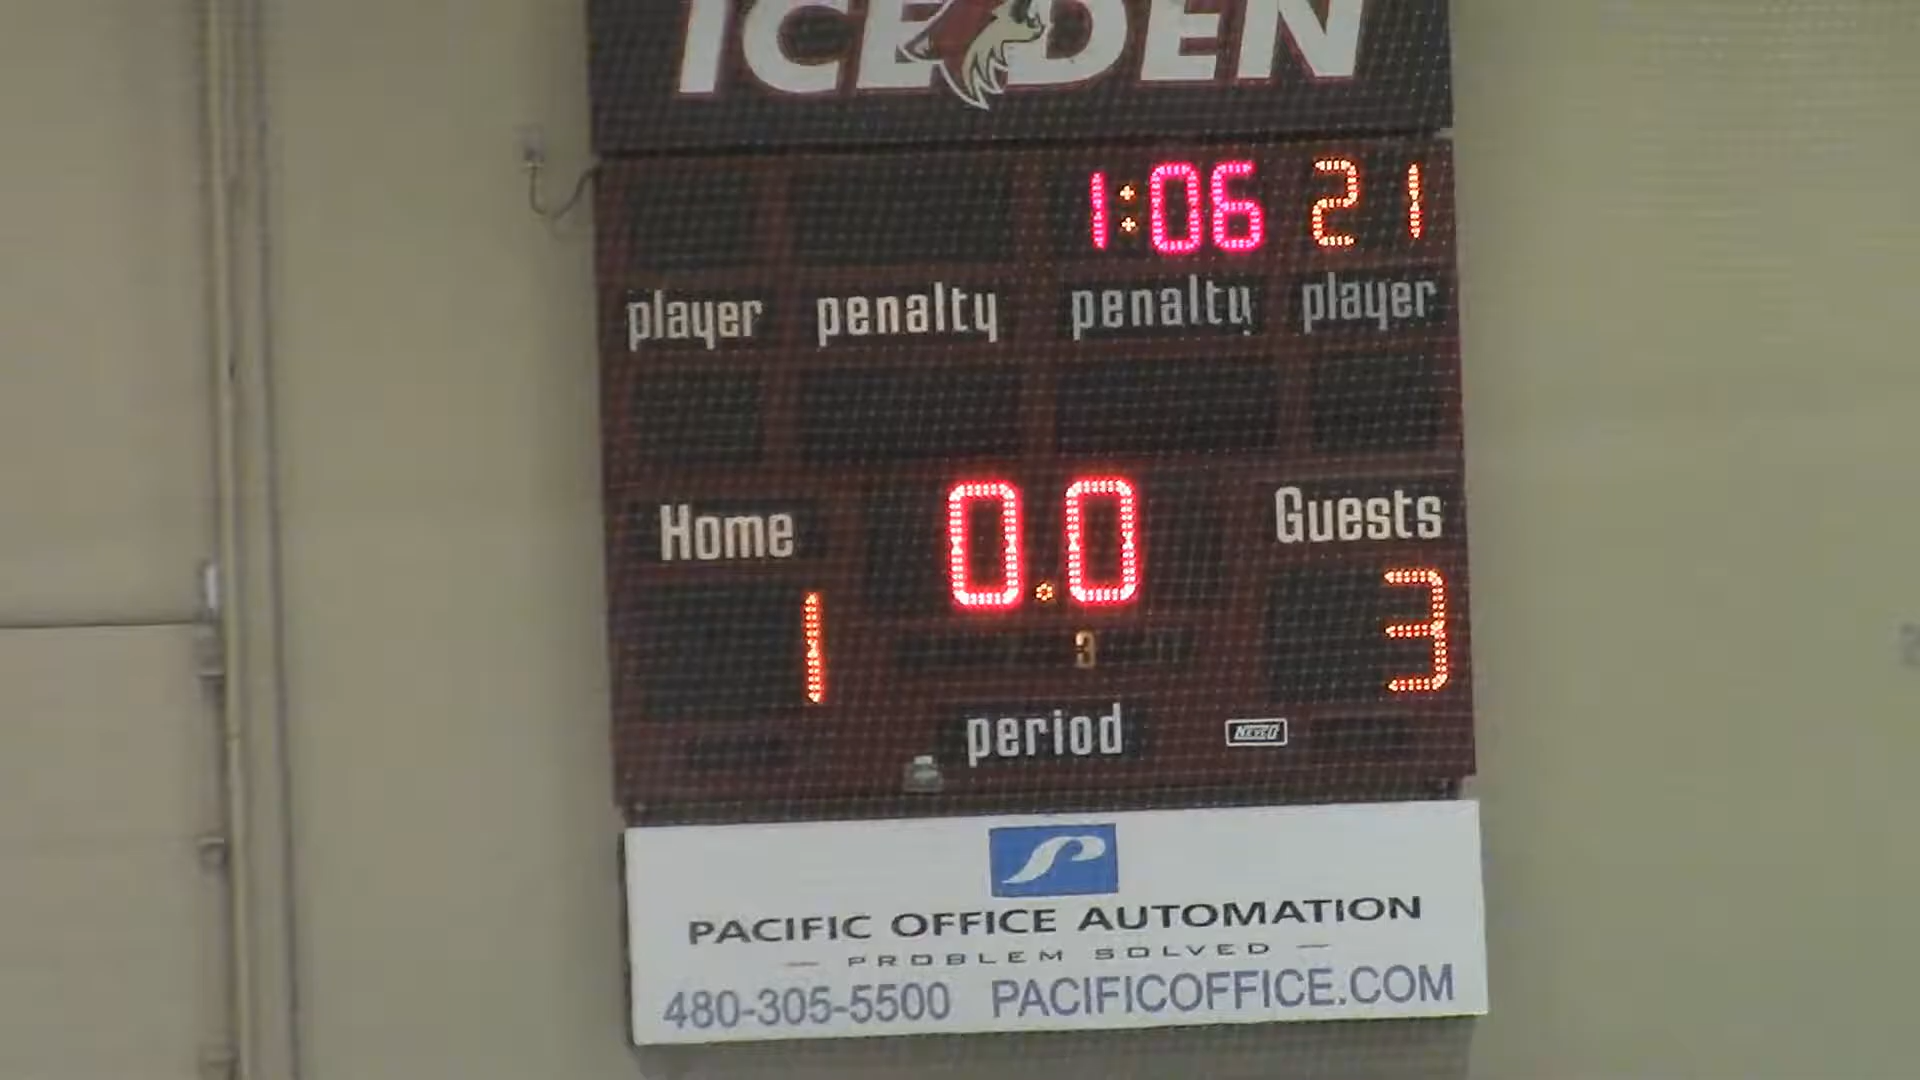 ICE DEN
1:06 21
player penalty penalty player
Home 0.0 Guests
1 3 3
period NEVCO
PACIFIC OFFICE AUTOMATION
— PROBLEM SOLVED —
480-305-5500 PACIFICOFFICE.COM